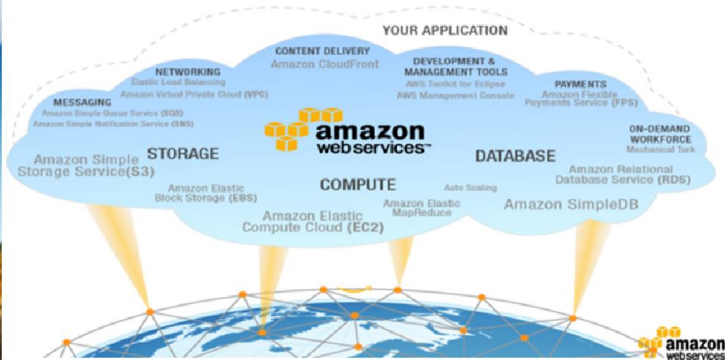 YOUR APPLICATION
CONTENT DELIVERY
Amazon CloudFront
NETWORKING
Elastic Load Balancing
Amazon Virtual Private Cloud (VPC)
DEVELOPMENT &
MANAGEMENT TOOLS
AWS Toolkit for Eclipse
AWS Management Console
MESSAGING
Amazon Simple Queue Service (SQS)
Amazon Simple Notification Service (SNS)
PAYMENTS
Amazon Flexible
Payments Service (FPS)
ON-DEMAND
WORKFORCE
Mechanical Turk
amazon
webservices™
STORAGE
Amazon Simple
Storage Service(S3)
Amazon Elastic
Block Storage (EBS)
COMPUTE
Amazon Elastic
Compute Cloud (EC2)
Amazon Elastic
MapReduce
Auto Scaling
DATABASE
Amazon Relational
Database Service (RDS)
Amazon SimpleDB
amazon
webservices